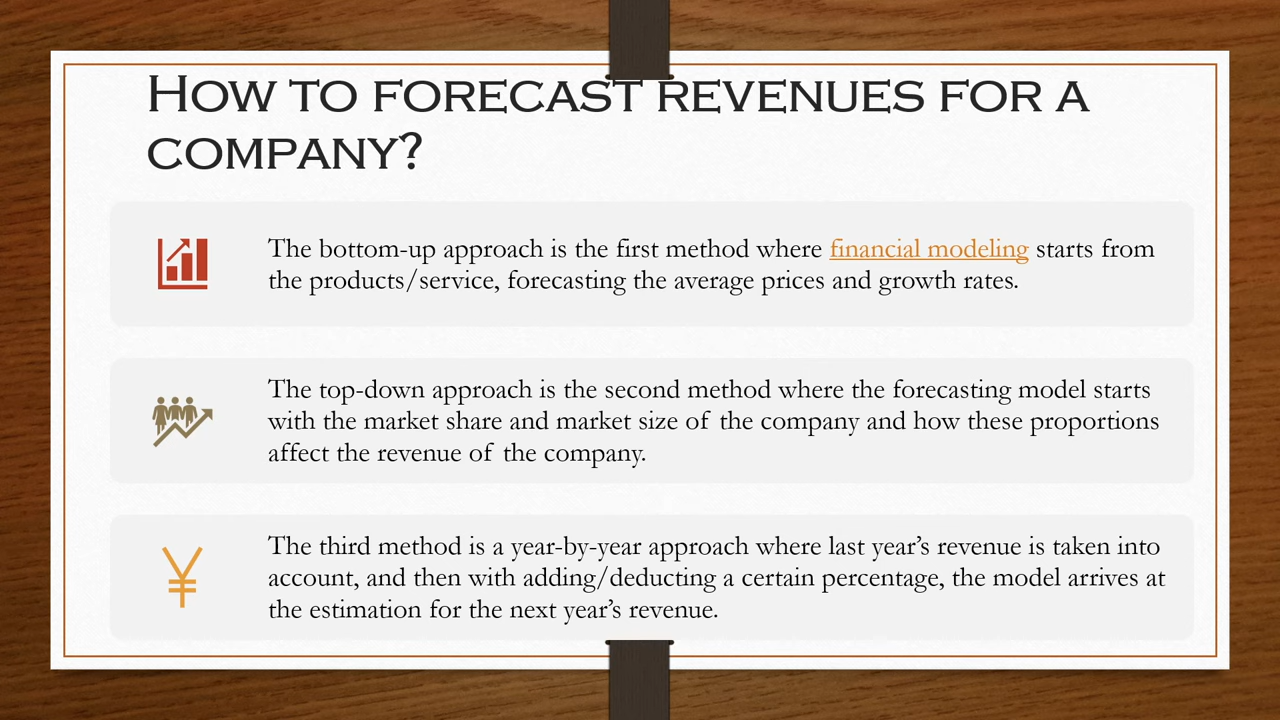 How to forecast revenues for a
company?
The bottom-up approach is the first method where financial modeling starts from
the products/service, forecasting the average prices and growth rates.
The top-down approach is the second method where the forecasting model starts
with the market share and market size of the company and how these proportions
affect the revenue of the company.
¥
The third method is a year-by-year approach where last year’s revenue is taken into
account, and then with adding/deducting a certain percentage, the model arrives at
the estimation for the next year’s revenue.